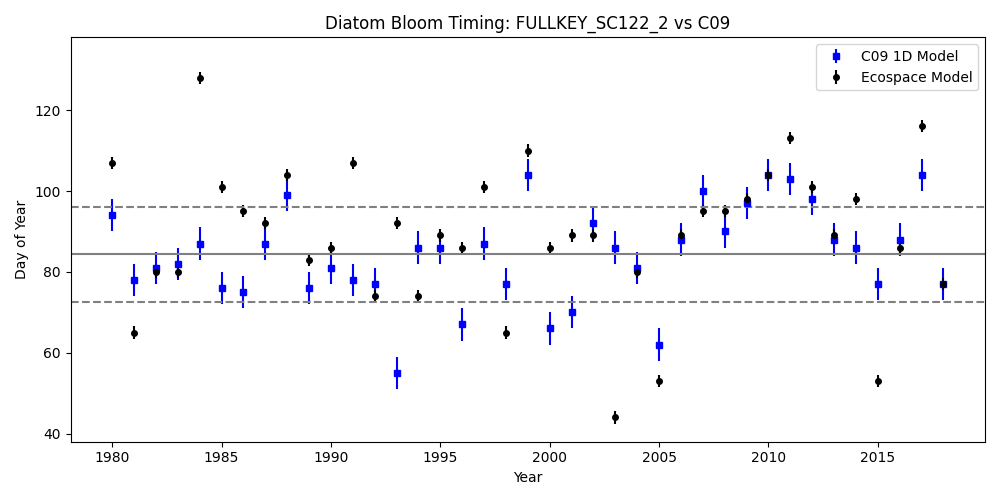 Diatom Bloom Timing: FULLKEY_SC122_2 vs C09
C09 1D Model
Ecospace Model
Day of Year
120
100
80
60
40
1980
1985
1990
1995
2000
2005
2010
2015
Year